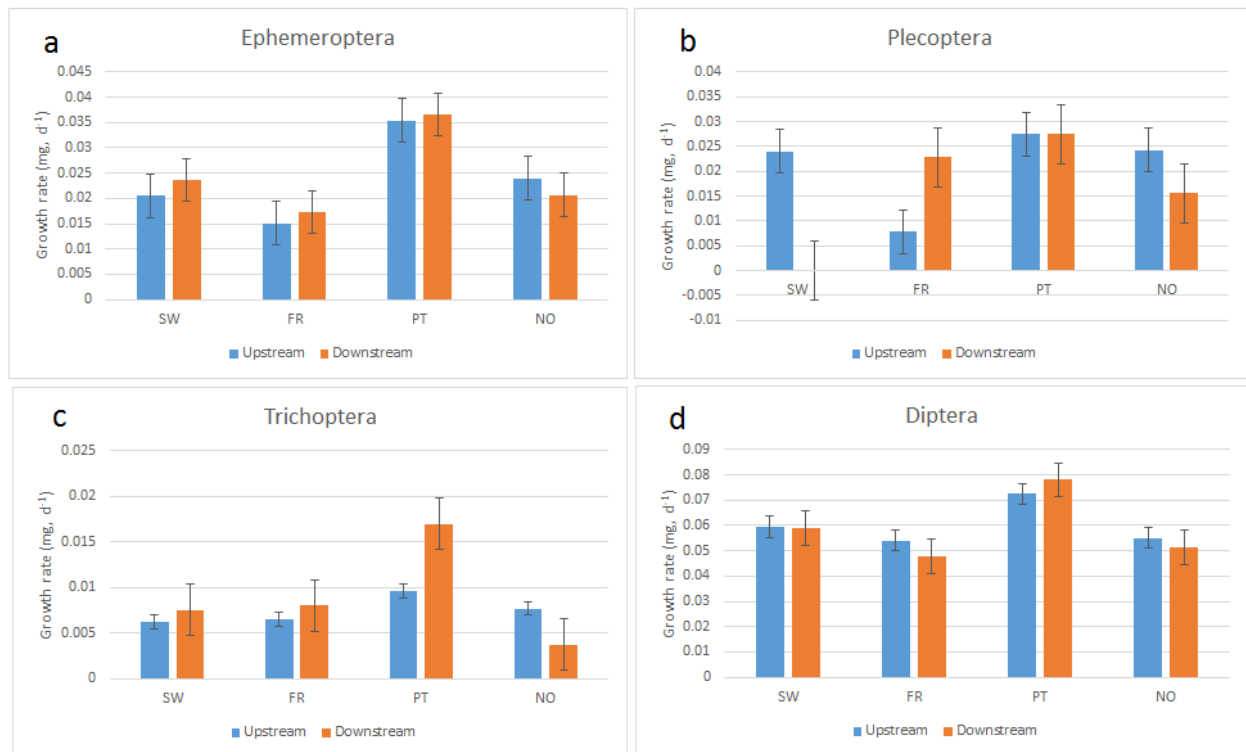 a
Ephemeroptera
Growth rate (mg, d-1)
0.045
0.04
0.035
0.03
0.025
0.02
0.015
0.01
0.005
0
SW FR PT NO
Upstream Downstream
b
Plecoptera
Growth rate (mg, d-1)
0.04
0.035
0.03
0.025
0.02
0.015
0.01
0.005
0
-0.005
-0.01
SW FR PT NO
Upstream Downstream
c
Trichoptera
Growth rate (mg, d-1)
0.025
0.02
0.015
0.01
0.005
0
SW FR PT NO
Upstream Downstream
d
Diptera
Growth rate (mg, d-1)
0.09
0.08
0.07
0.06
0.05
0.04
0.03
0.02
0.01
0
SW FR PT NO
Upstream Downstream